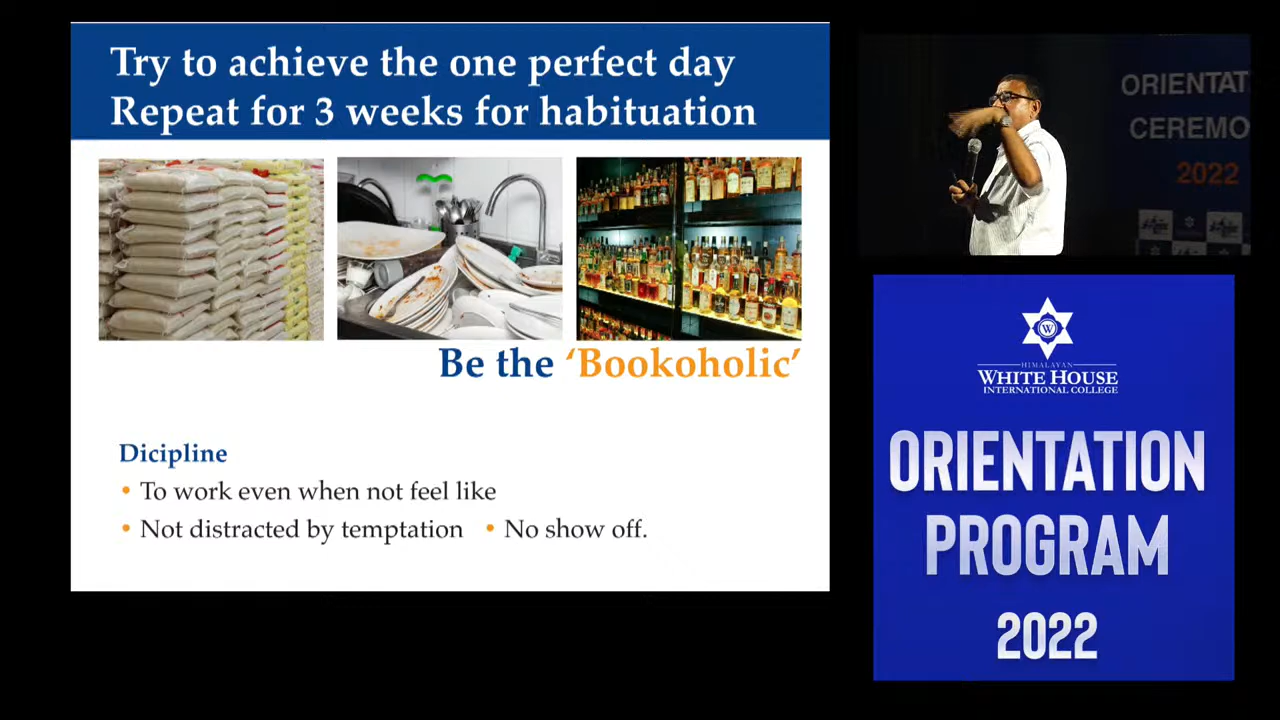 Try to achieve the one perfect day
Repeat for 3 weeks for habituation
Be the ‘Bookoholic’
Dicipline
• To work even when not feel like
• Not distracted by temptation • No show off.
ORIENTAT
CEREMO
2022
W
HIMALAYAN
WHITE HOUSE
INTERNATIONAL COLLEGE
ORIENTATION
PROGRAM
2022